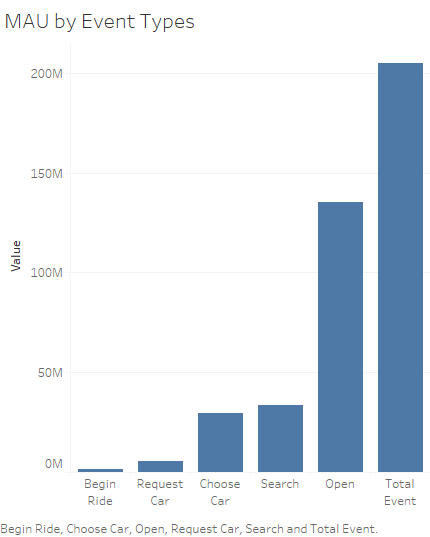 MAU by Event Types
200M
150M
100M
50M
0M
Value
Begin Ride
Request Car
Choose Car
Search
Open
Total Event
Begin Ride, Choose Car, Open, Request Car, Search and Total Event.